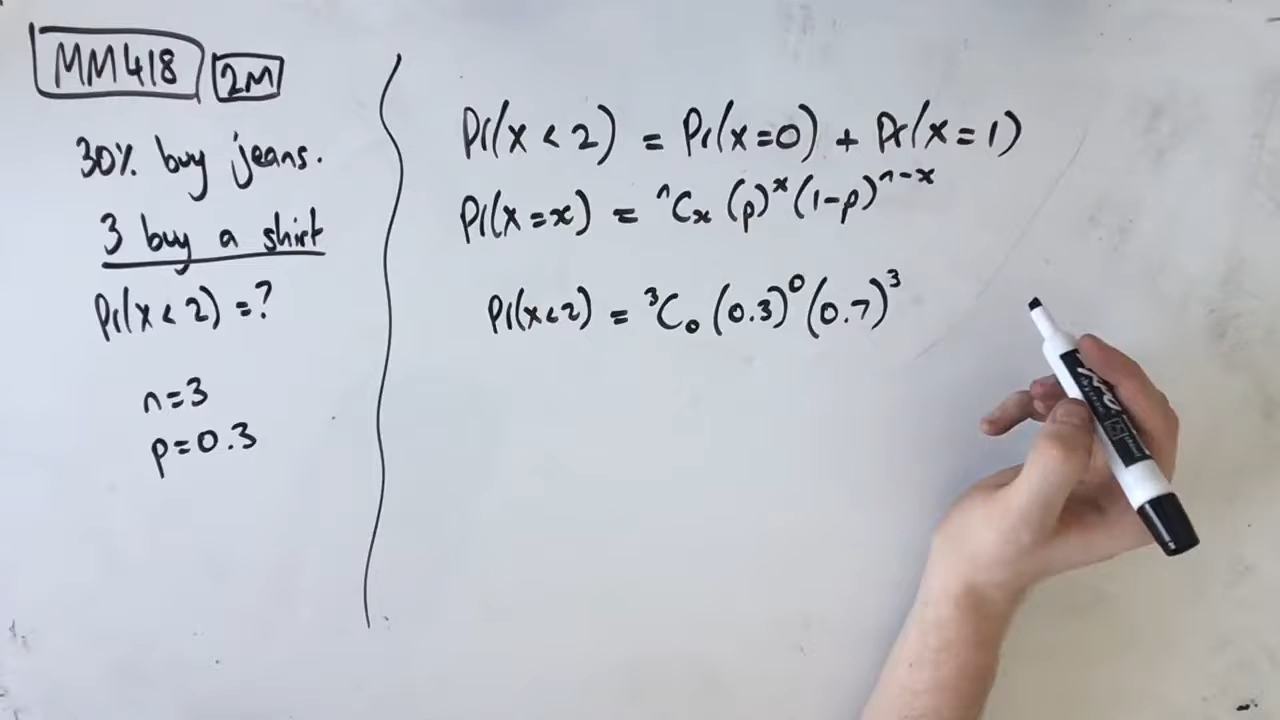 MM418 2M
30% buy jeans.
3 buy a shirt
Pr(x < 2) = ?
n = 3
p = 0.3
Pr(x < 2) = Pr(x = 0) + Pr(x = 1)
Pr(x = x) = ⁿCₓ (p)ˣ (1-p)ⁿ⁻ˣ
Pr(x < 2) = ³C₀ (0.3)⁰ (0.7)³